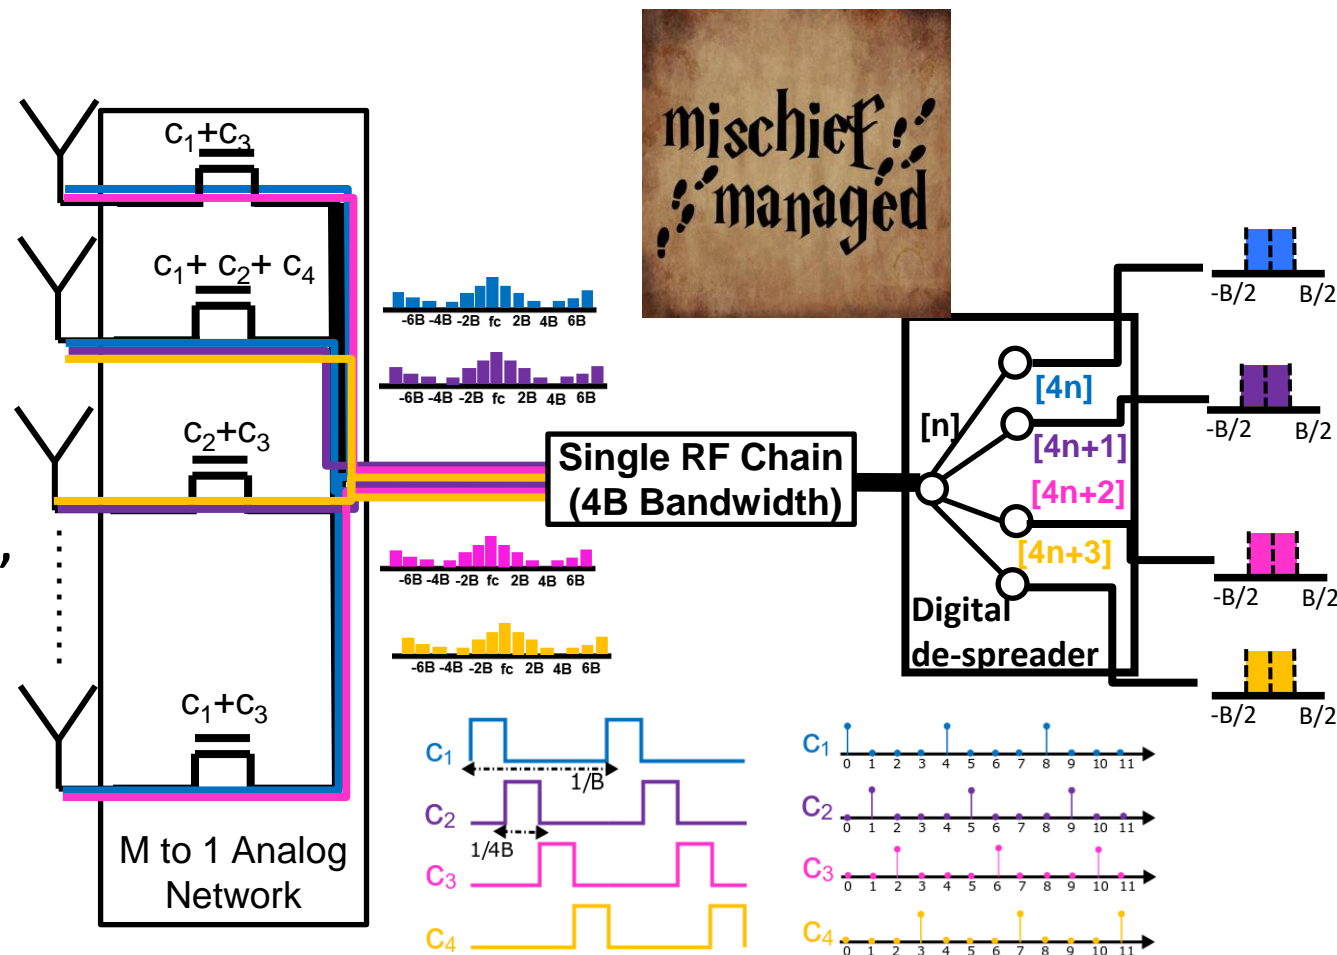 mischief
managed
c1+c3
c1+ c2+ c4
c2+c3
,
c1+c3
M to 1 Analog
Network
-6B -4B -2B fc 2B 4B 6B
-6B -4B -2B fc 2B 4B 6B
Single RF Chain
(4B Bandwidth)
-6B -4B -2B fc 2B 4B 6B
-6B -4B -2B fc 2B 4B 6B
[n]
[4n]
[4n+1]
[4n+2]
[4n+3]
Digital
de-spreader
-B/2 B/2
-B/2 B/2
-B/2 B/2
-B/2 B/2
C1
1/B
C2
1/4B
C3
C4
C1
0 1 2 3 4 5 6 7 8 9 10 11
C2
0 1 2 3 4 5 6 7 8 9 10 11
C3
0 1 2 3 4 5 6 7 8 9 10 11
C4
0 1 2 3 4 5 6 7 8 9 10 11